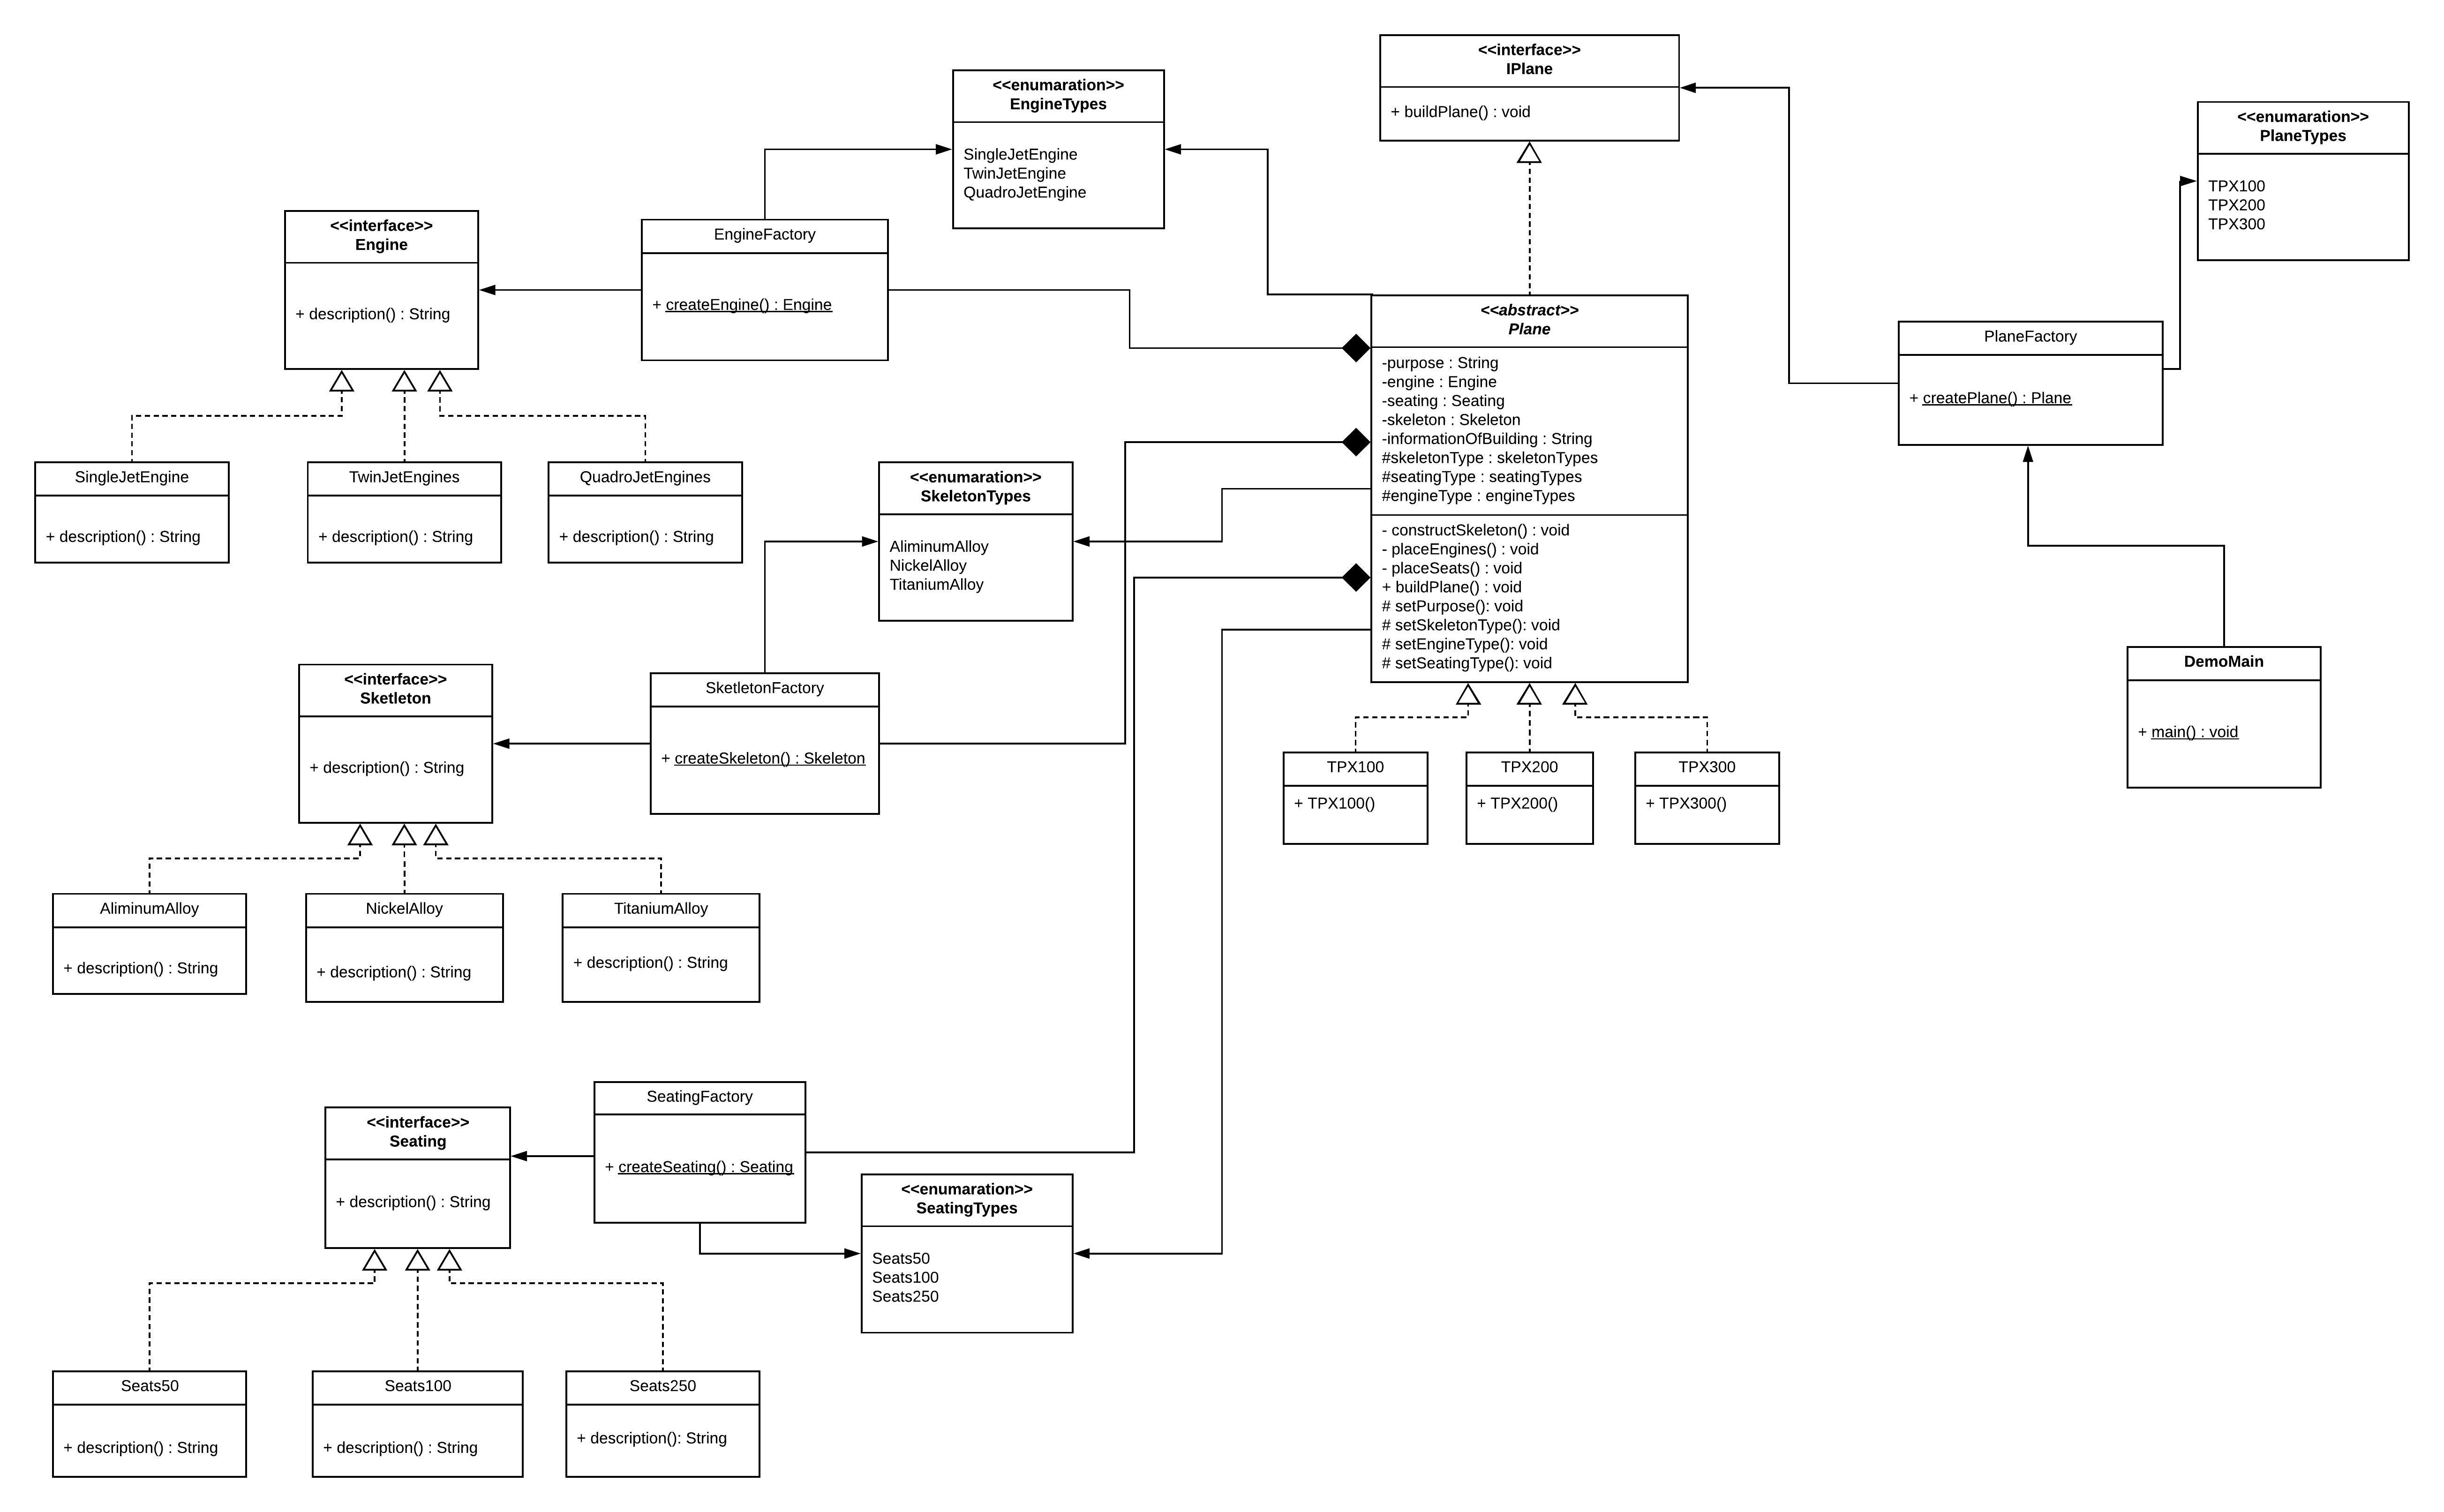 <<interface>>
IPlane
+ buildPlane() : void
<<enumaration>>
EngineTypes
SingleJetEngine
TwinJetEngine
QuadroJetEngine
<<enumaration>>
PlaneTypes
TPX100
TPX200
TPX300
<<interface>>
Engine
+ description() : String
EngineFactory
+ createEngine() : Engine
<<abstract>>
Plane
-purpose : String
-engine : Engine
-seating : Seating
-skeleton : Skeleton
-informationOfBuilding : String
#skeletonType : skeletonTypes
#seatingType : seatingTypes
#engineType : engineTypes
- constructSkeleton() : void
- placeEngines() : void
- placeSeats() : void
+ buildPlane() : void
# setPurpose(): void
# setSkeletonType(): void
# setEngineType(): void
# setSeatingType(): void
PlaneFactory
+ createPlane() : Plane
SingleJetEngine
+ description() : String
TwinJetEngines
+ description() : String
QuadroJetEngines
+ description() : String
<<enumaration>>
SkeletonTypes
AliminumAlloy
NickelAlloy
TitaniumAlloy
<<interface>>
Sketleton
+ description() : String
SketletonFactory
+ createSkeleton() : Skeleton
DemoMain
+ main() : void
TPX100
+ TPX100()
TPX200
+ TPX200()
TPX300
+ TPX300()
AliminumAlloy
+ description() : String
NickelAlloy
+ description() : String
TitaniumAlloy
+ description() : String
<<interface>>
Seating
+ description() : String
SeatingFactory
+ createSeating() : Seating
<<enumaration>>
SeatingTypes
Seats50
Seats100
Seats250
Seats50
+ description() : String
Seats100
+ description() : String
Seats250
+ description(): String